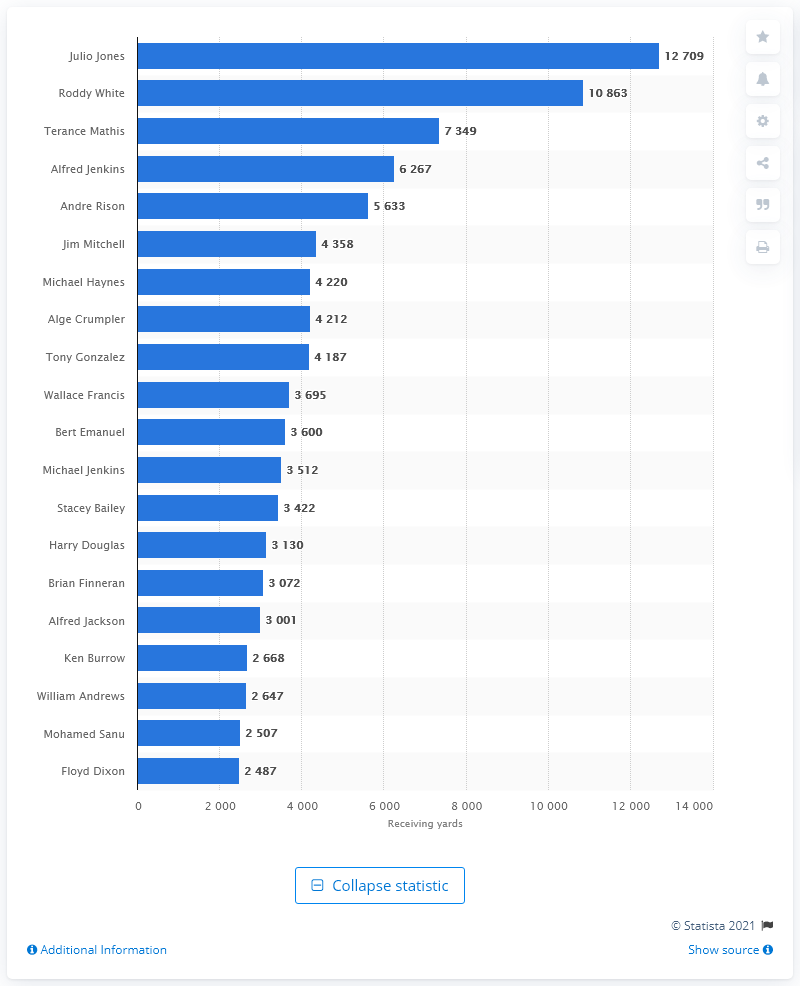 Julio Jones 12 709
Roddy White 10 863
Terance Mathis 7 349
Alfred Jenkins 6 267
Andre Rison 5 633
Jim Mitchell 4 358
Michael Haynes 4 220
Alge Crumpler 4 212
Tony Gonzalez 4 187
Wallace Francis 3 695
Bert Emanuel 3 600
Michael Jenkins 3 512
Stacey Bailey 3 422
Harry Douglas 3 130
Brian Finneran 3 072
Alfred Jackson 3 001
Ken Burrow 2 668
William Andrews 2 647
Mohamed Sanu 2 507
Floyd Dixon 2 487
0 2 000 4 000 6 000 8 000 10 000 12 000 14 000
Receiving yards
Collapse statistic
© Statista 2021
Additional Information Show source